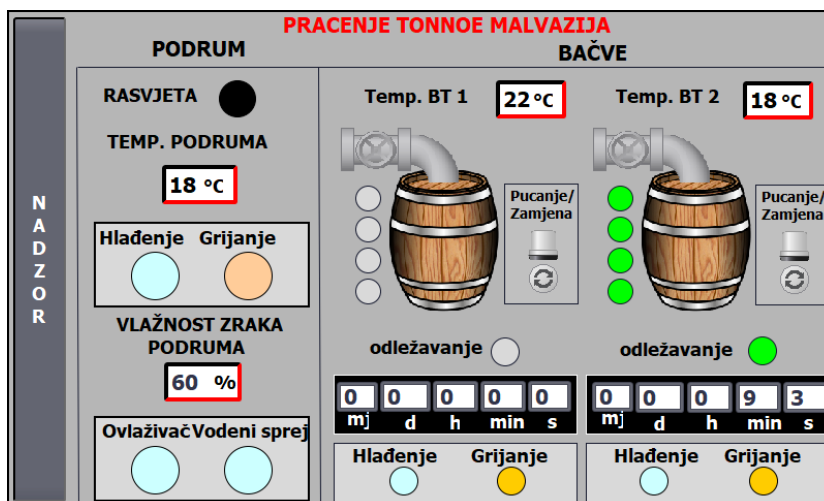 PRACENJE TONNOE MALVAZIJA
PODRUM
BAČVE
NADZOR
RASVJETA
TEMP. PODRUMA
18 °C
Hlađenje Grijanje
VLAŽNOST ZRAKA
PODRUMA
60 %
Ovlaživač Vodeni sprej
Temp. BT 1 22 °C
Pucanje/
Zamjena
odležavanje
0 0 0 0 0
mj d h min s
Hlađenje Grijanje
Temp. BT 2 18 °C
Pucanje/
Zamjena
odležavanje
0 0 0 9 3
mj d h min s
Hlađenje Grijanje